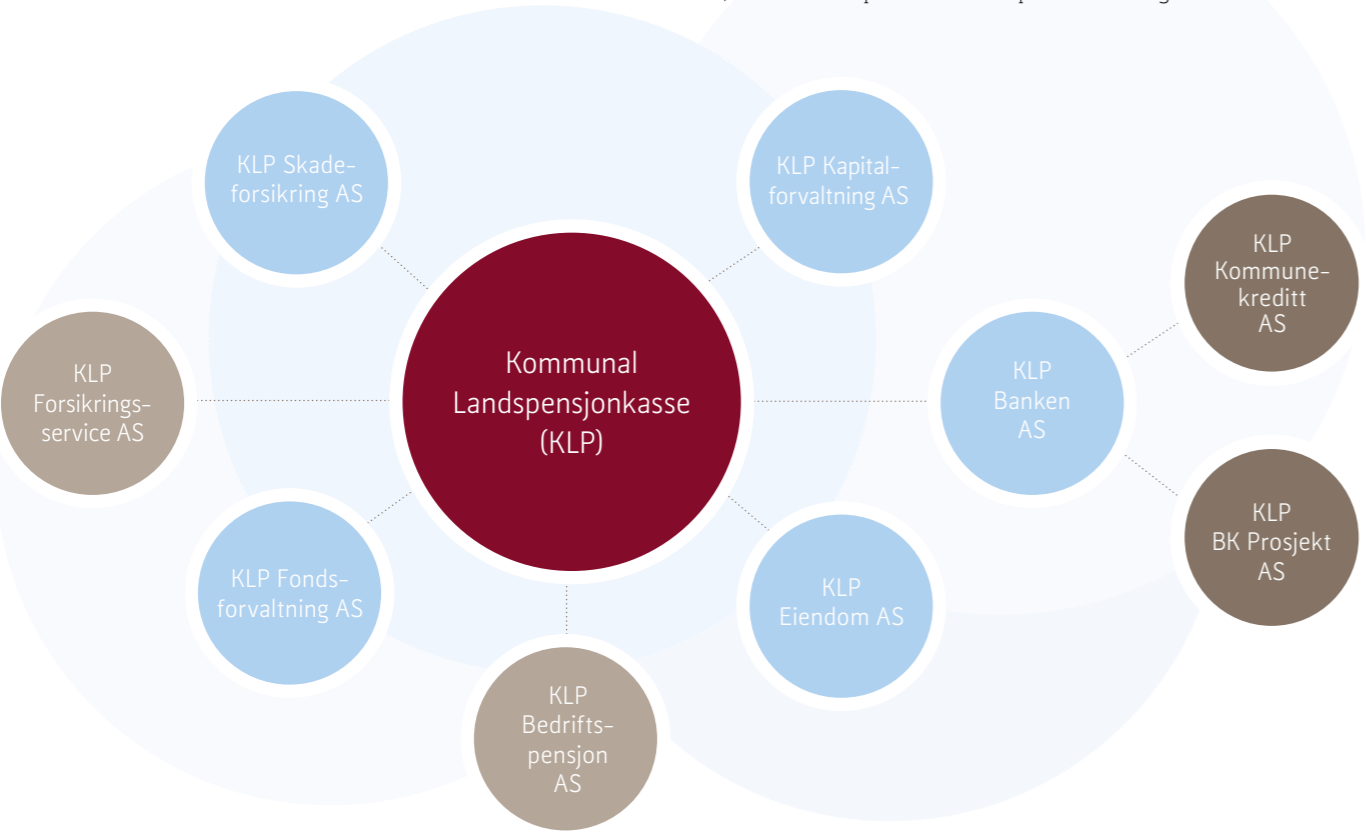 KLP Skade-
forsikring AS
KLP Kapital-
forvaltning AS
KLP
Kommune-
kreditt
AS
Kommunal
Landspensjonkasse
(KLP)
KLP
Forsikrings-
service AS
KLP
Banken
AS
KLP
BK Prosjekt
AS
KLP Fonds-
forvaltning AS
KLP
Eiendom AS
KLP
Bedrifts-
pensjon
AS